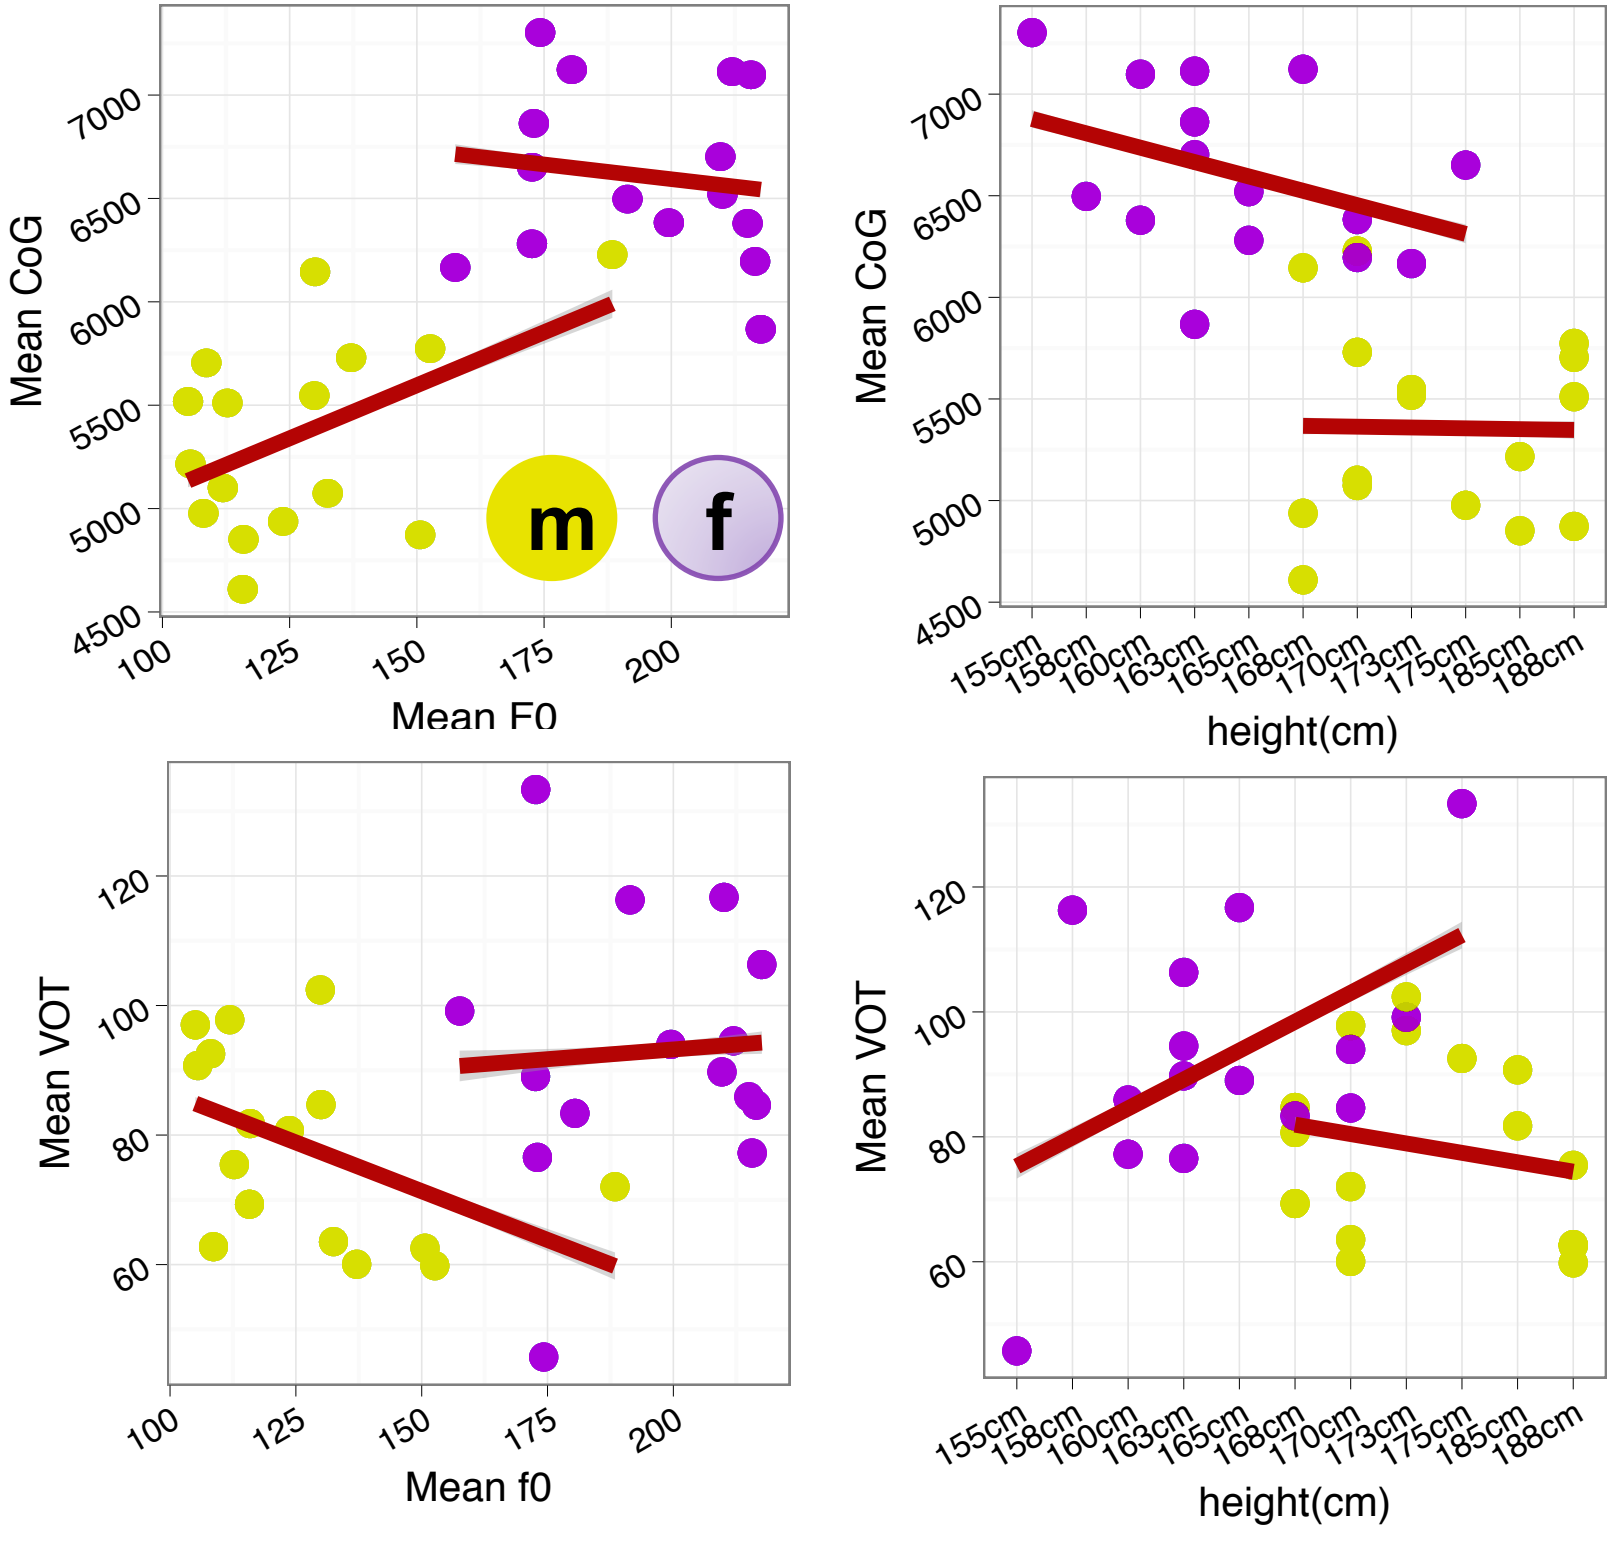 Mean CoG
7000
6500
6000
5500
5000
4500
m f
100 125 150 175 200
Mean F0
Mean CoG
7000
6500
6000
5500
5000
4500
155cm 158cm 160cm 163cm 165cm 168cm 170cm 173cm 175cm 185cm 188cm
height(cm)
Mean VOT
120
100
80
60
100 125 150 175 200
Mean f0
Mean VOT
120
100
80
60
155cm 158cm 160cm 163cm 165cm 168cm 170cm 173cm 175cm 185cm 188cm
height(cm)